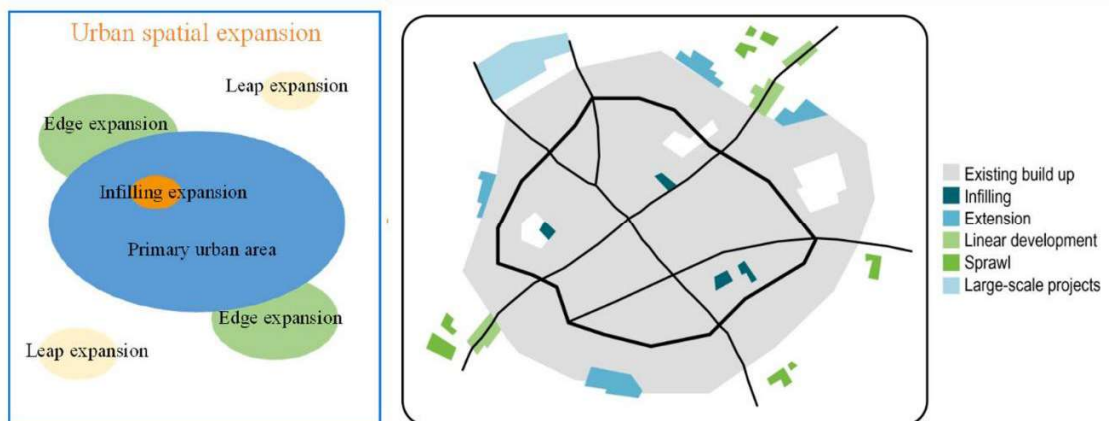 Urban spatial expansion
Leap expansion
Edge expansion
Infilling expansion
Primary urban area
Edge expansion
Leap expansion
Existing build up
Infilling
Extension
Linear development
Sprawl
Large-scale projects